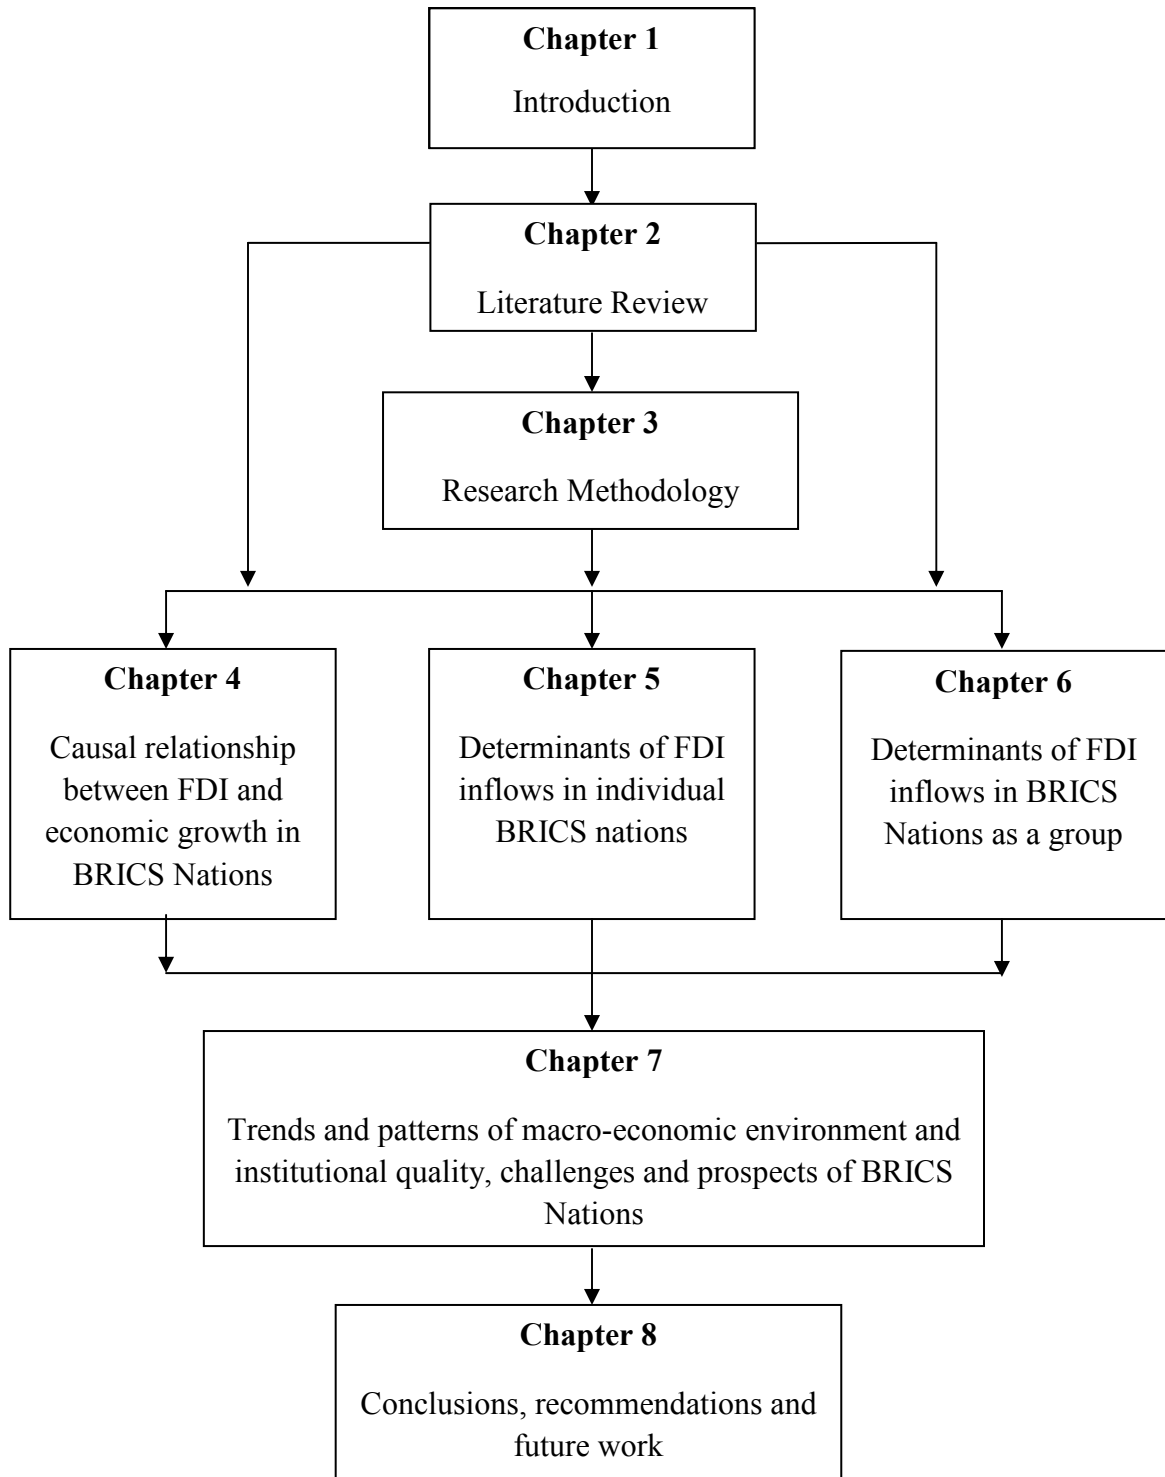 Chapter 1
Introduction
Chapter 2
Literature Review
Chapter 3
Research Methodology
Chapter 4
Causal relationship
between FDI and
economic growth in
BRICS Nations
Chapter 5
Determinants of FDI
inflows in individual
BRICS nations
Chapter 6
Determinants of FDI
inflows in BRICS
Nations as a group
Chapter 7
Trends and patterns of macro-economic environment and
institutional quality, challenges and prospects of BRICS
Nations
Chapter 8
Conclusions, recommendations and
future work